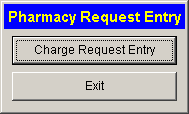 Pharmacy Request Entry
Charge Request Entry
Exit